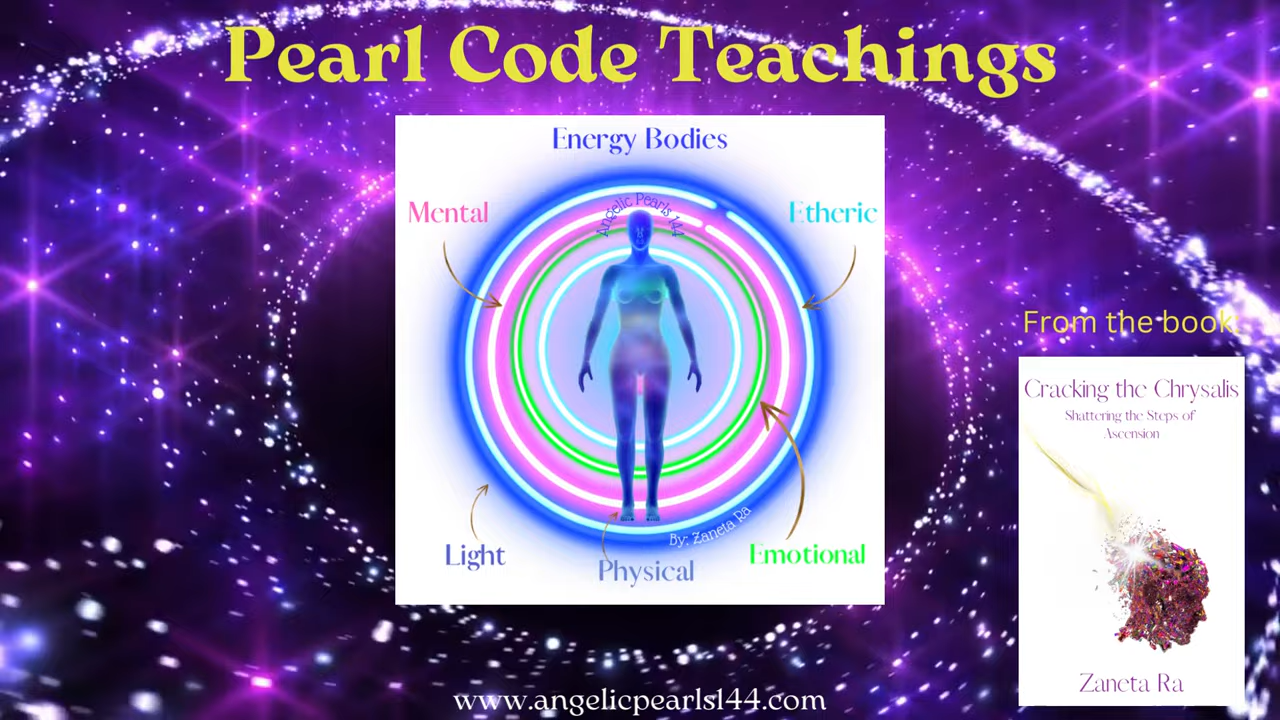 Pearl Code Teachings
Energy Bodies
Mental
Etheric
Angelic Pearls 144
Light
Physical
Emotional
By: Zaneta Ra
From the book:
Cracking the Chrysalis
Shattering the Steps of
Ascension
Zaneta Ra
www.angelicpearls144.com